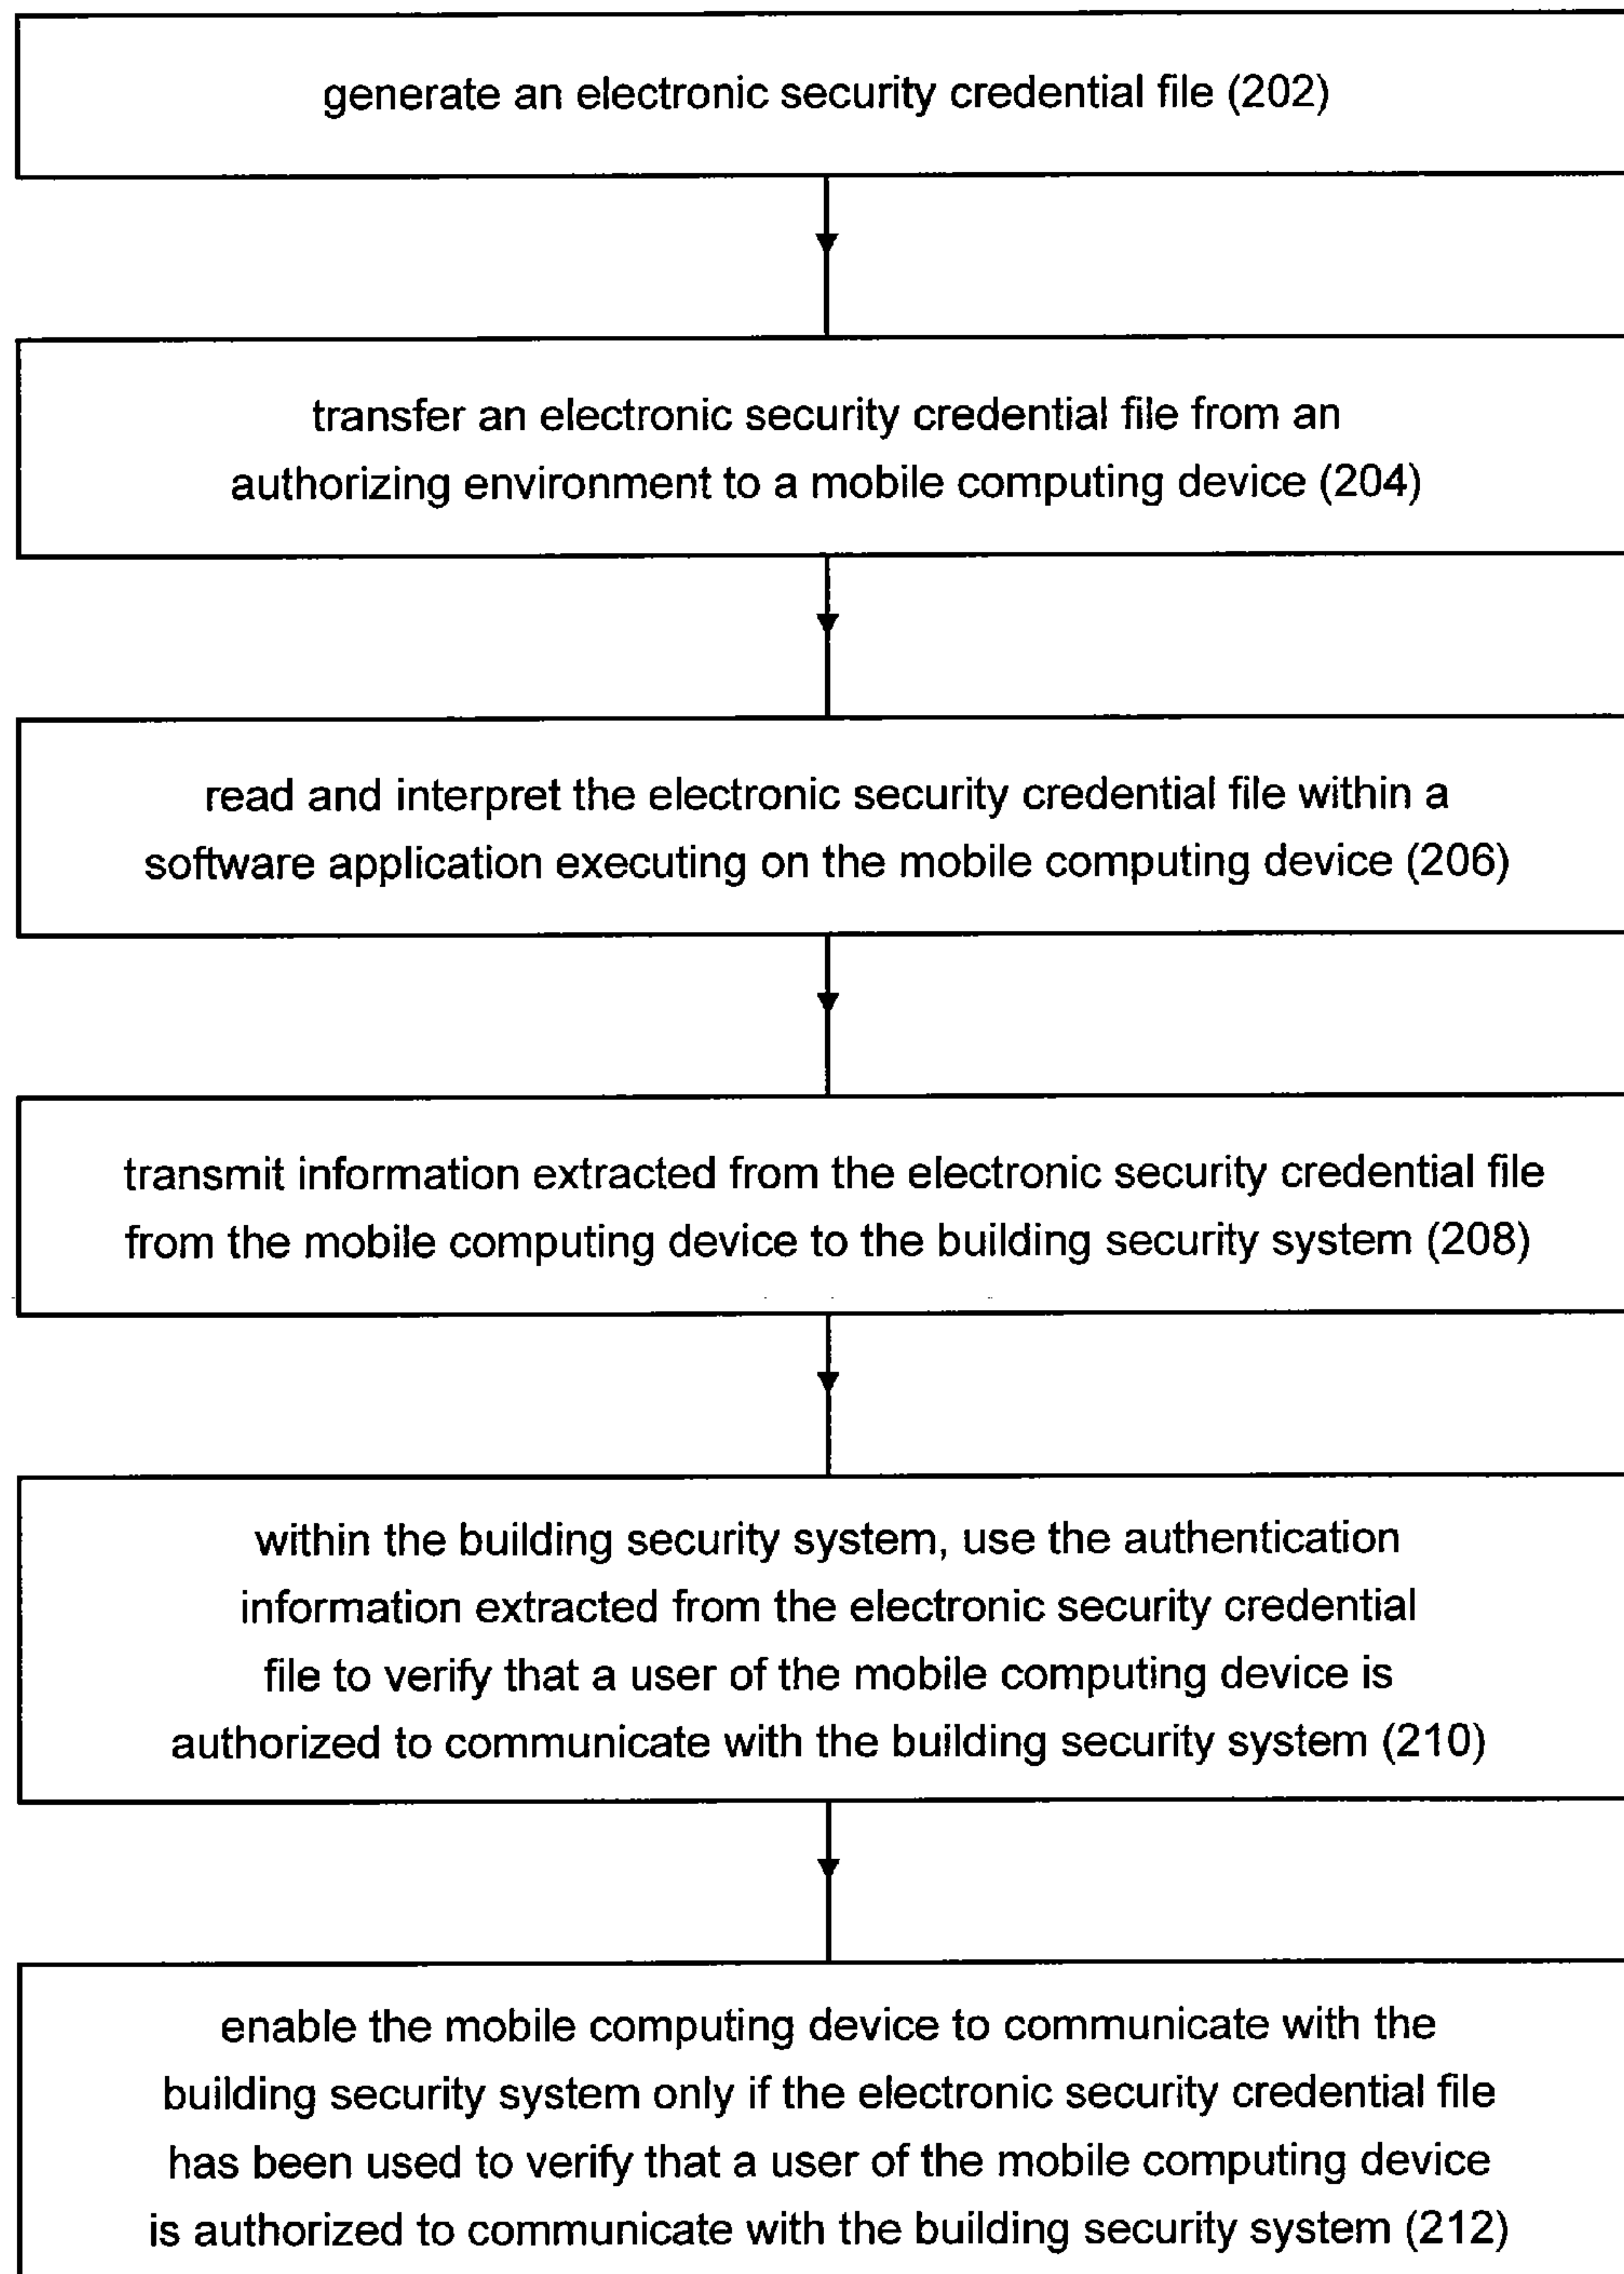 generate an electronic security credential file (202)
transfer an electronic security credential file from an
authorizing environment to a mobile computing device (204)
read and interpret the electronic security credential file within a
software application executing on the mobile computing device (206)
transmit information extracted from the electronic security credential file
from the mobile computing device to the building security system (208)
within the building security system, use the authentication
information extracted from the electronic security credential
file to verify that a user of the mobile computing device is
authorized to communicate with the building security system (210)
enable the mobile computing device to communicate with the
building security system only if the electronic security credential file
has been used to verify that a user of the mobile computing device
is authorized to communicate with the building security system (212)